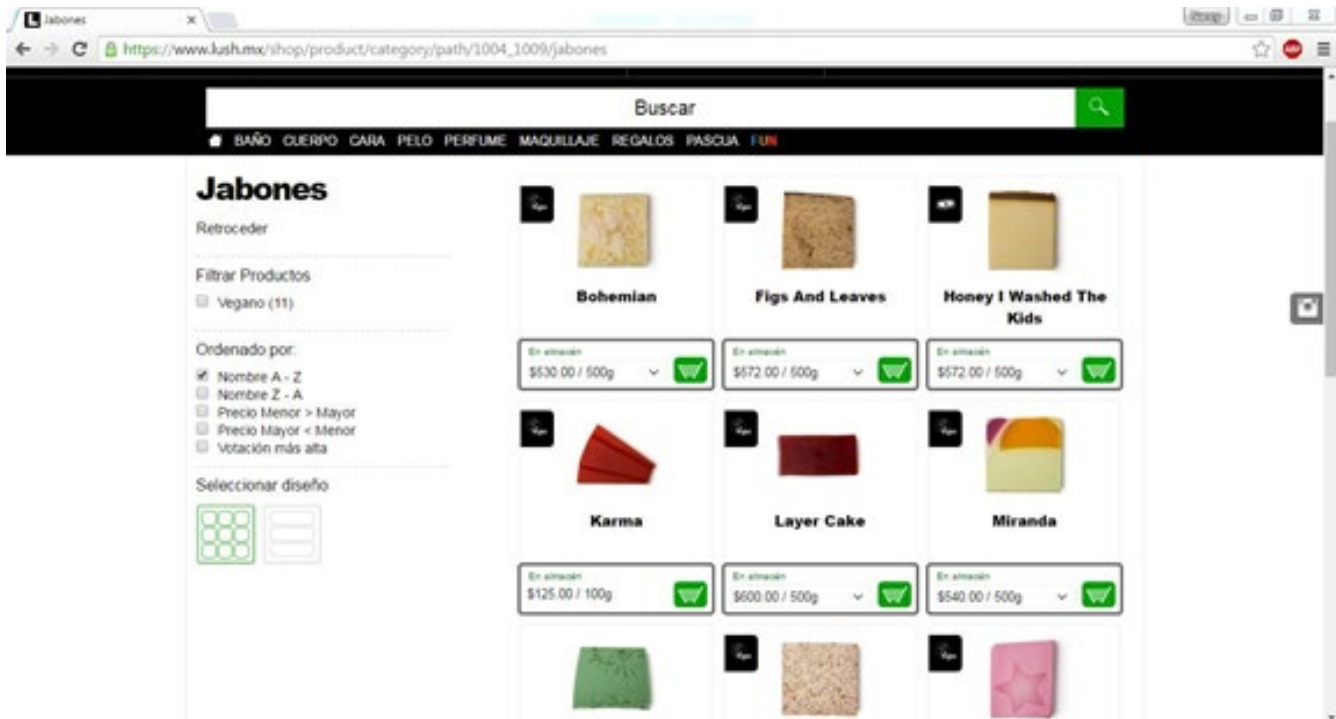 Jabones
https://www.lush.mx/shop/product/category/path/1004_1009/jabones
Buscar
BAÑO CUERPO CARA PELO PERFUME MAQUILLAJE REGALOS PASCUA FUN
Jabones
Retroceder
Filtrar Productos
Vegano (11)
Ordenado por:
Nombre A - Z
Nombre Z - A
Precio Menor > Mayor
Precio Mayor < Menor
Votación más alta
Seleccionar diseño
Bohemian
En almacén
$530.00 / 500g
Figs And Leaves
En almacén
$572.00 / 500g
Honey I Washed The
Kids
En almacén
$572.00 / 500g
Karma
En almacén
$125.00 / 100g
Layer Cake
En almacén
$600.00 / 500g
Miranda
En almacén
$540.00 / 500g